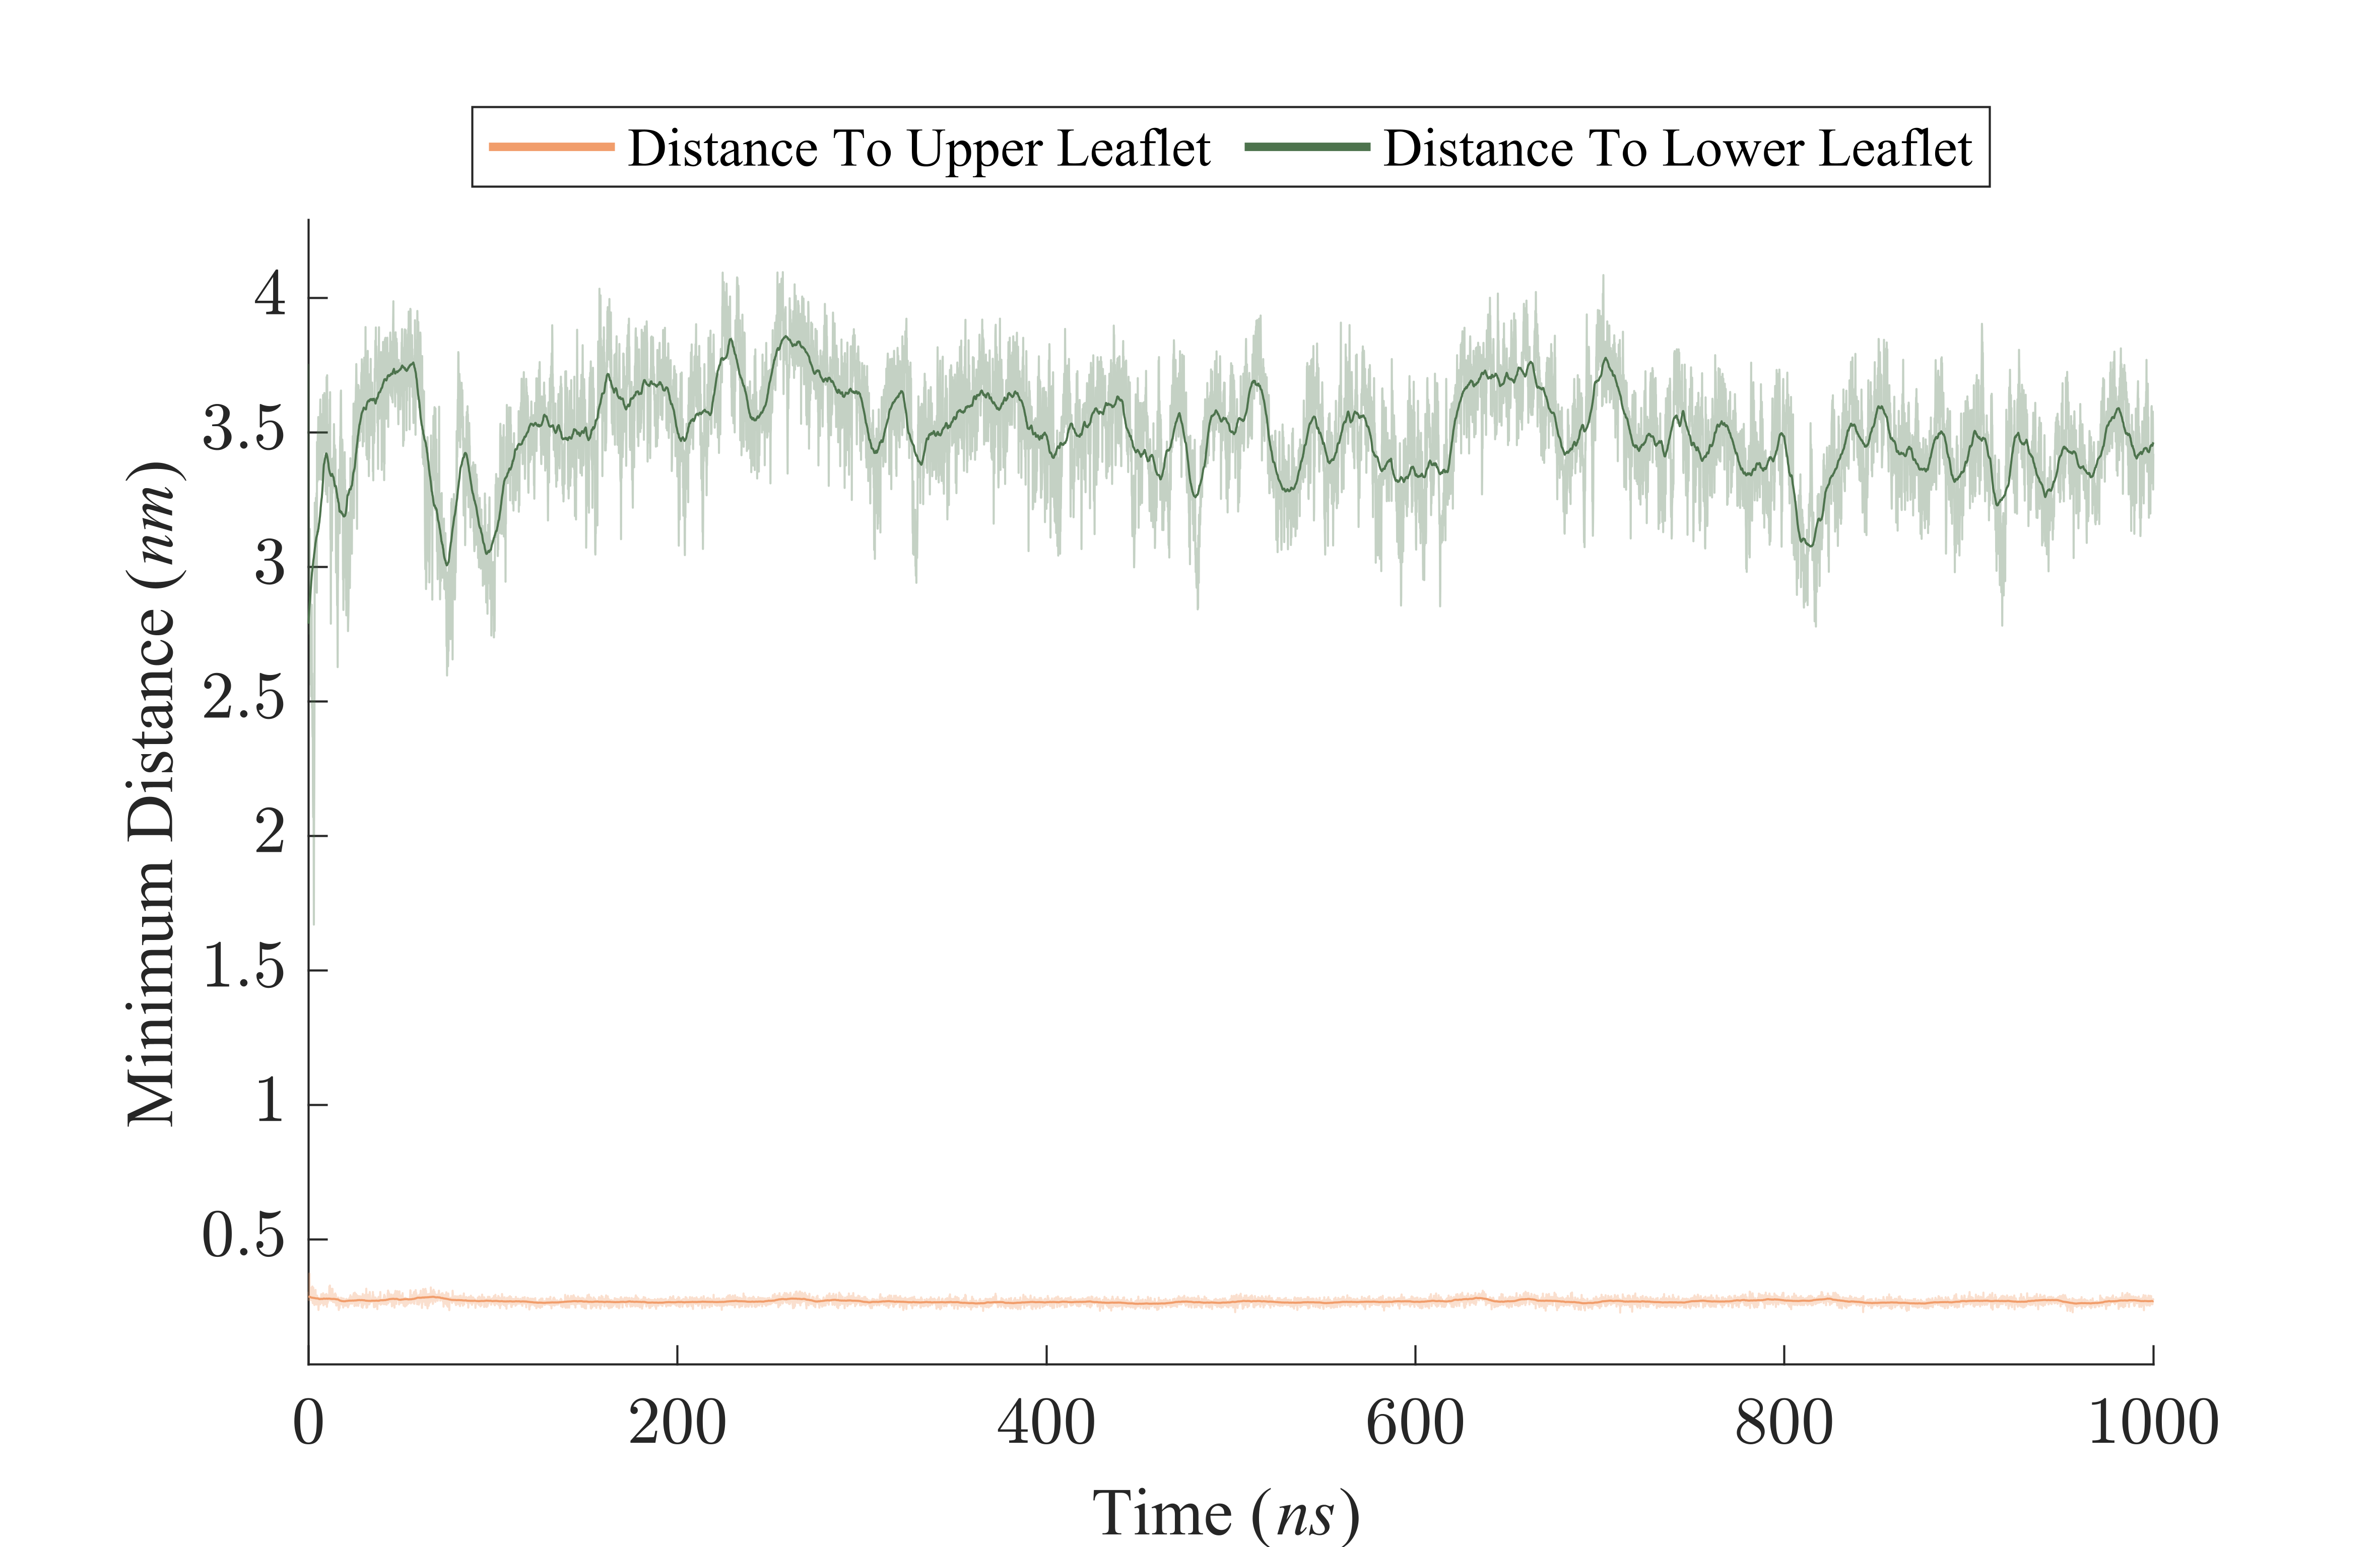 Distance To Upper Leaflet Distance To Lower Leaflet
Minimum Distance (nm)
4
3.5
3
2.5
2
1.5
1
0.5
0 200 400 600 800 1000
Time (ns)